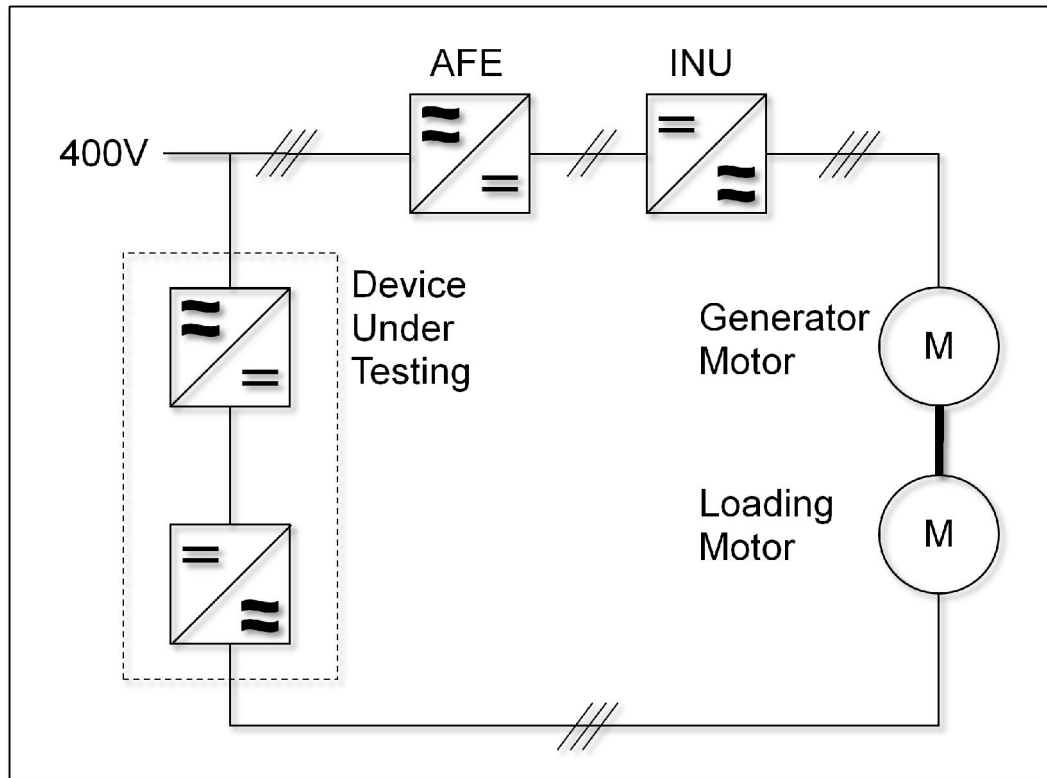 AFE
INU
400V
Device
Under
Testing
Generator
Motor
M
Loading
Motor
M